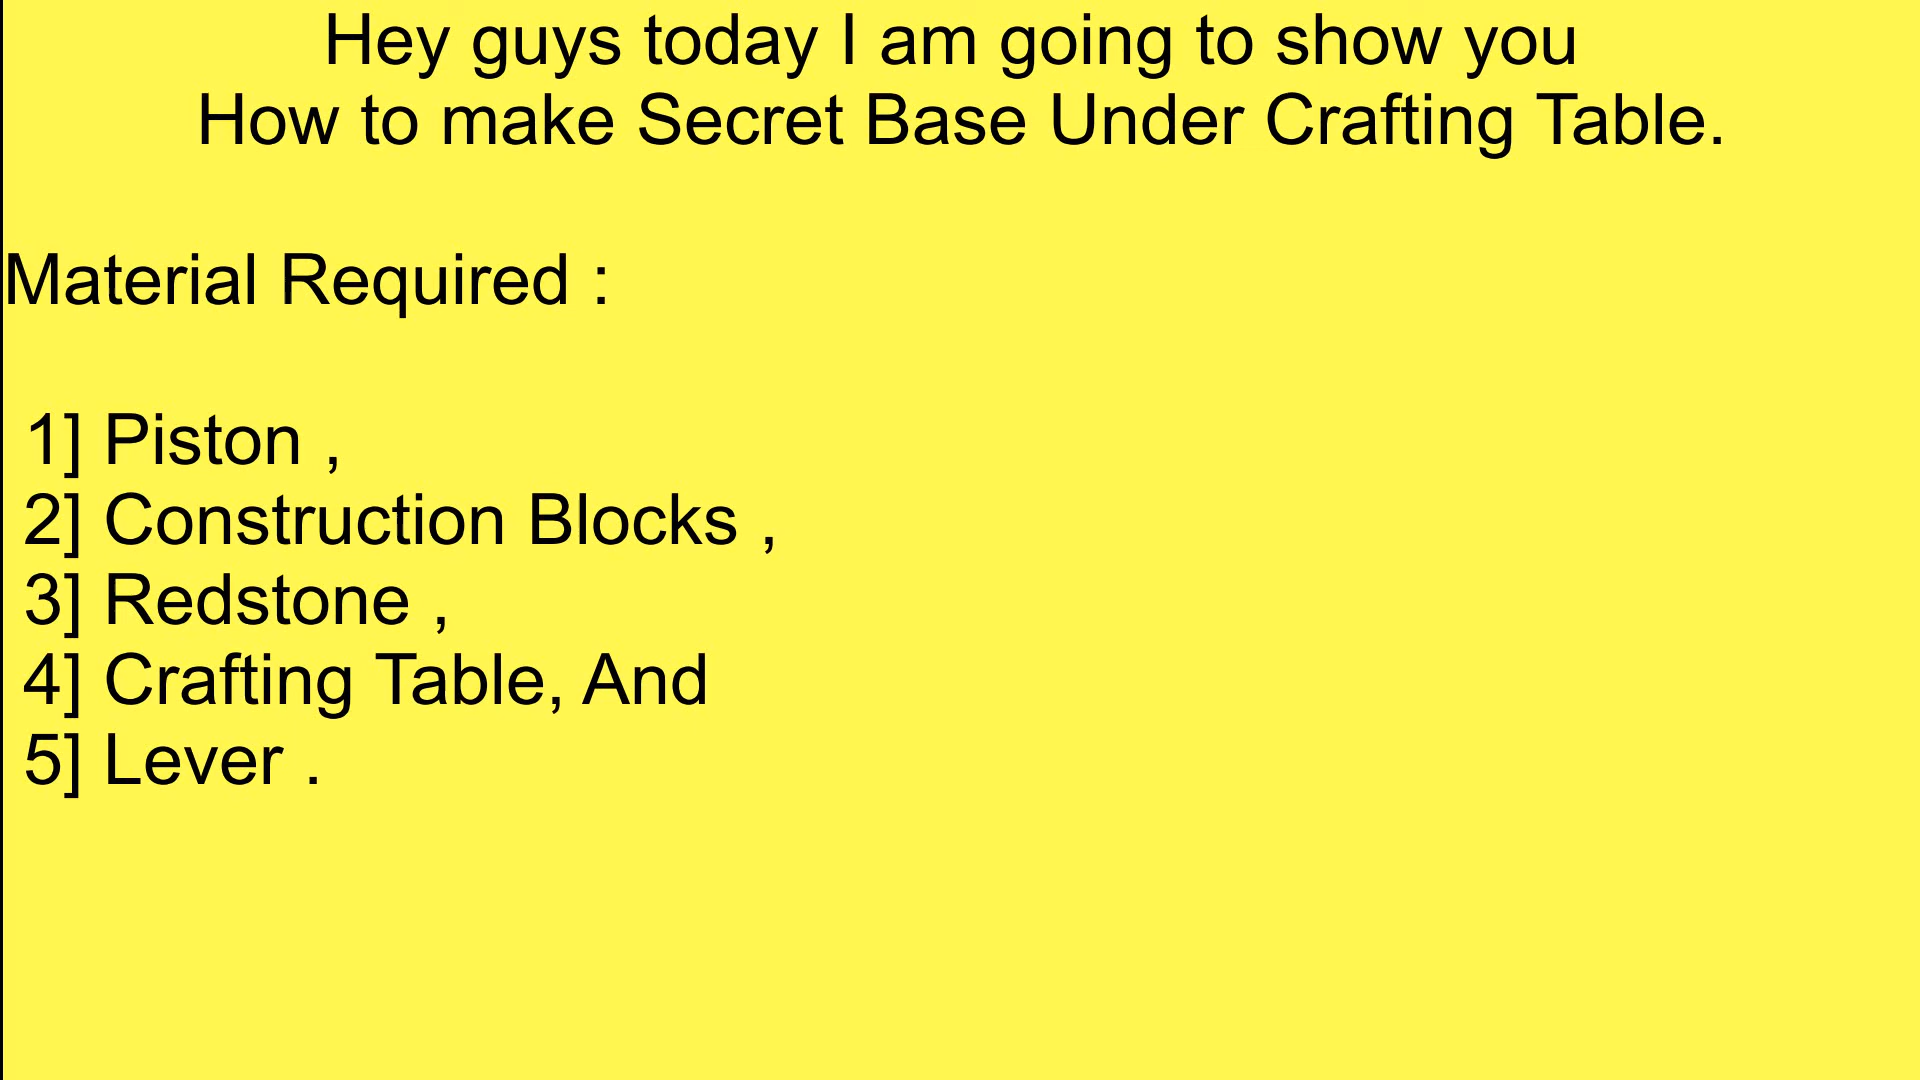 Hey guys today I am going to show you
How to make Secret Base Under Crafting Table.
Material Required :
1] Piston ,
2] Construction Blocks ,
3] Redstone ,
4] Crafting Table, And
5] Lever .